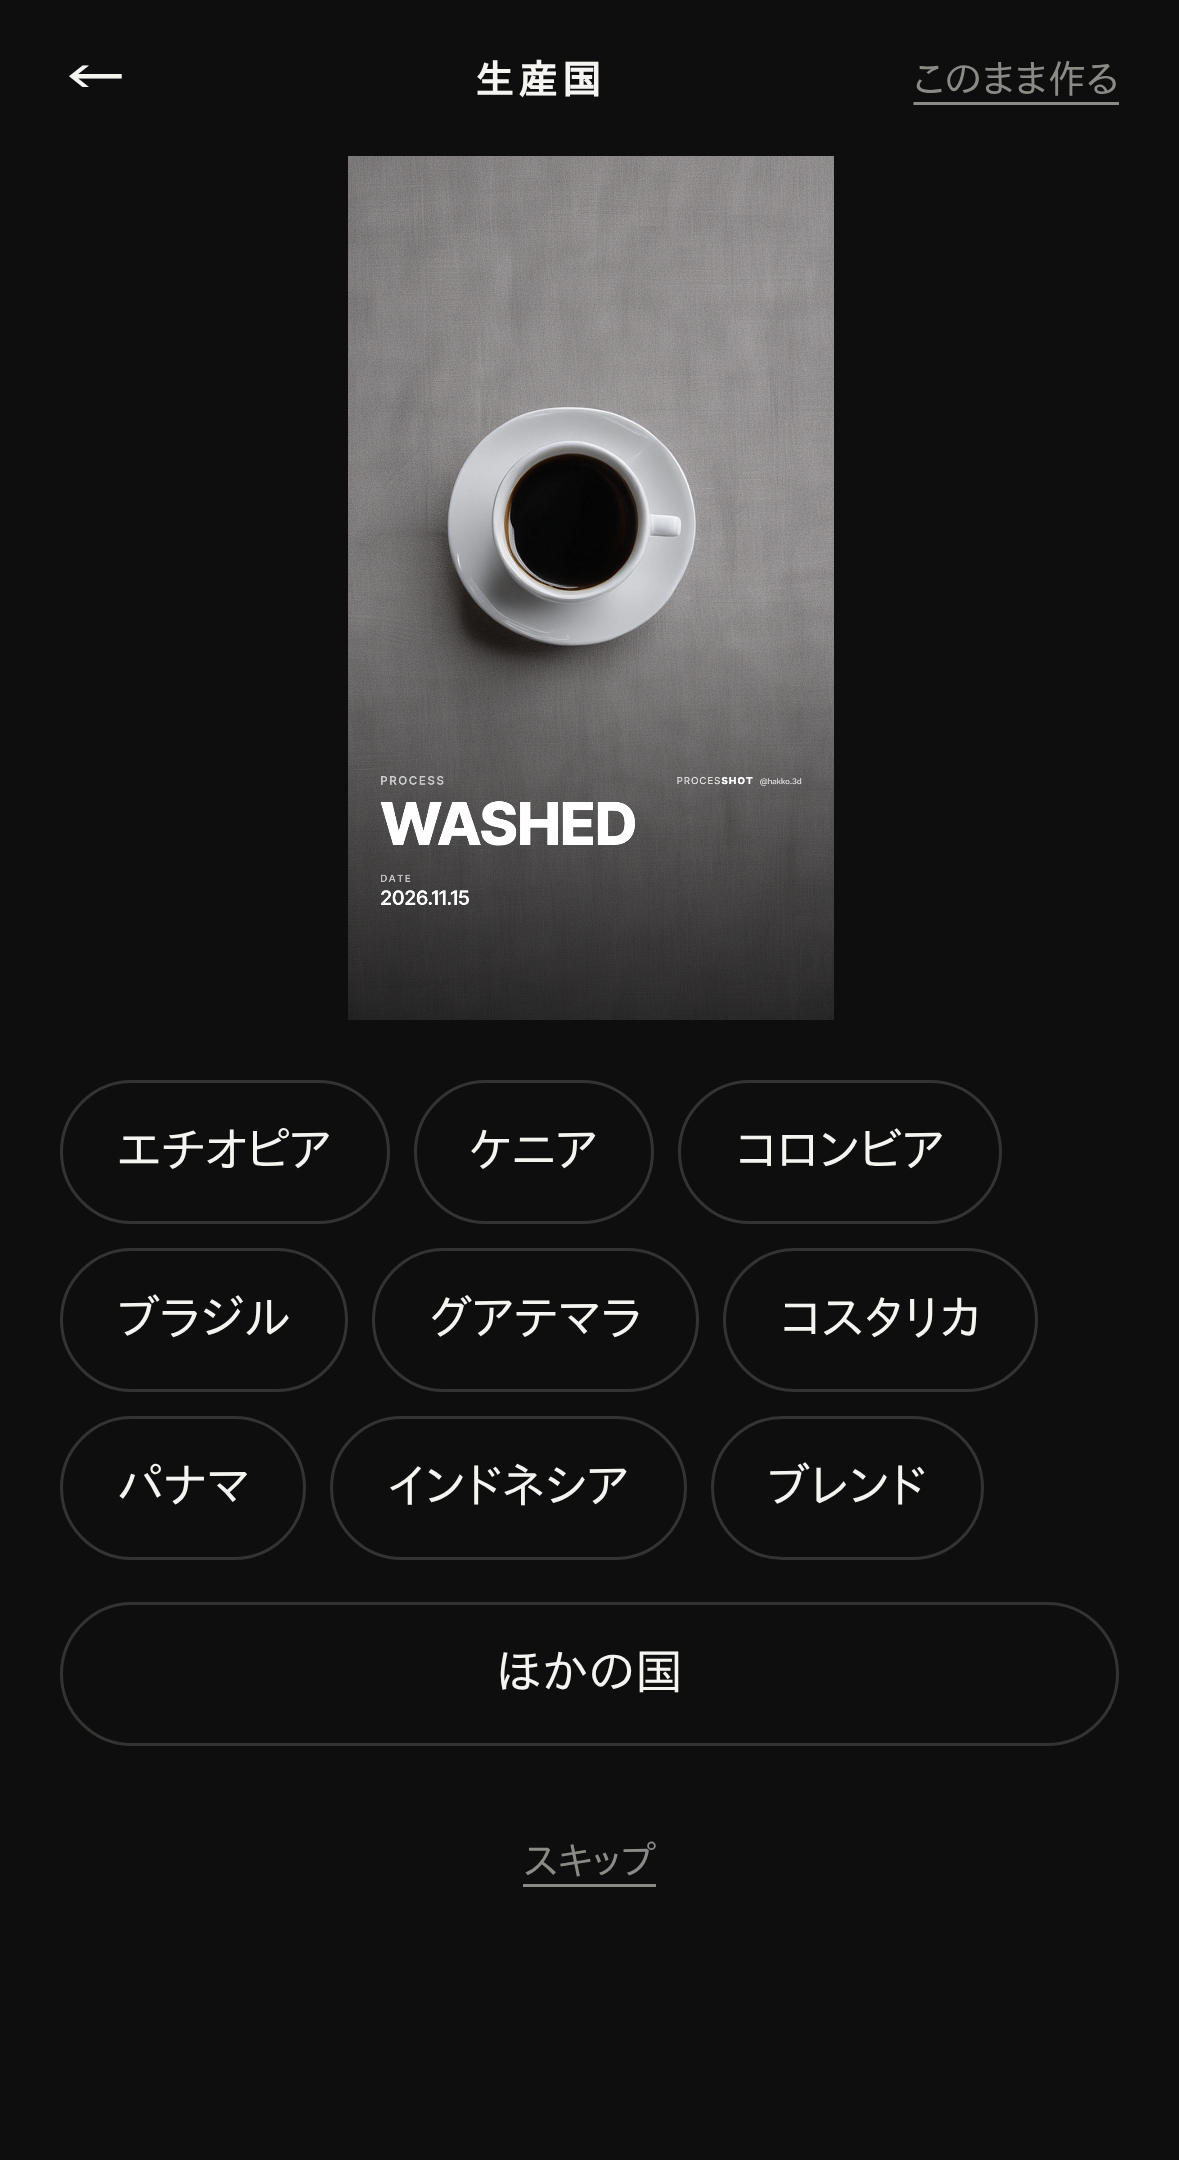 ← 生産国 このまま作る
PROCESS PROCESSHOT @hakko.3d
WASHED
DATE
2026.11.15
エチオピア ケニア コロンビア
ブラジル グアテマラ コスタリカ
パナマ インドネシア ブレンド
ほかの国
スキップ